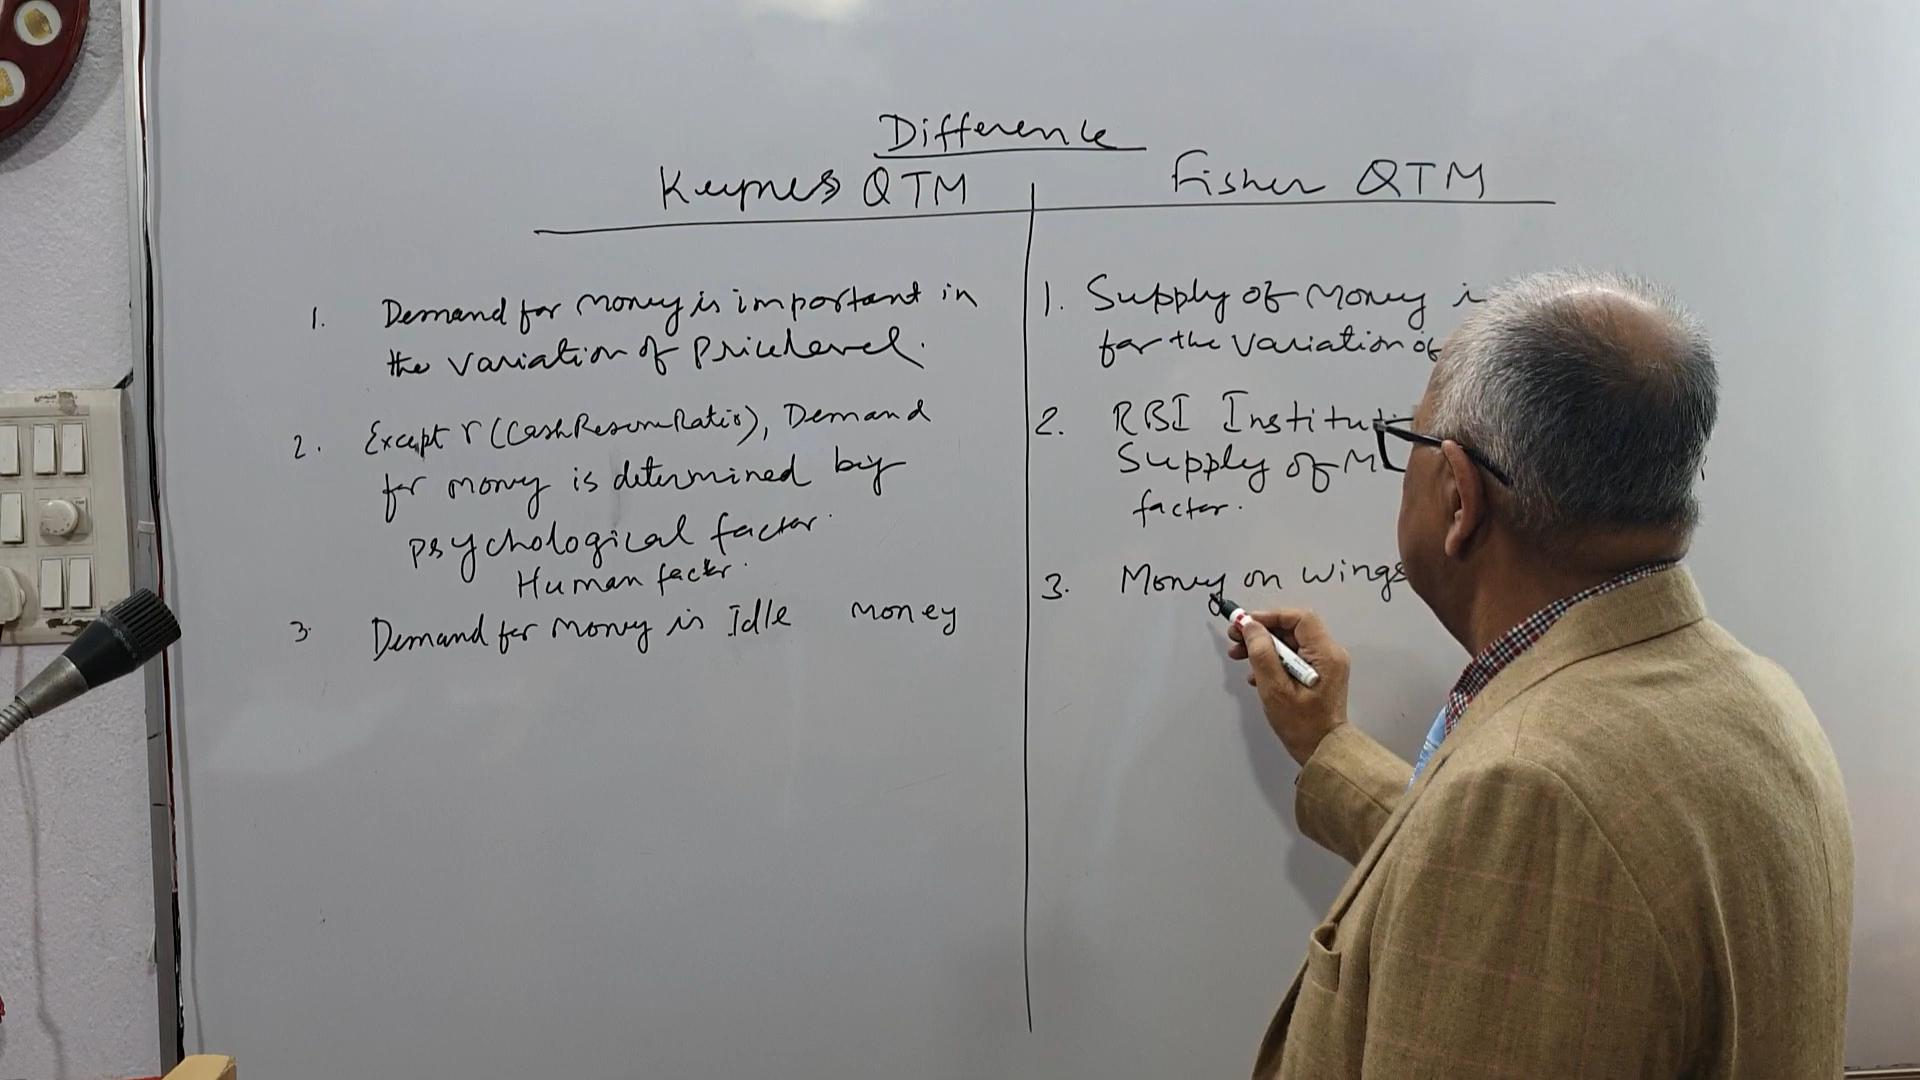 Difference
Keynes QTM
Fisher QTM
1. Demand for money is important in
the variation of Price level.
2. Except r (Cash Reserve Ratio), Demand
for money is determined by
psychological factor.
Human factor.
3. Demand for money is Idle money
1. Supply of Money
for the variation of
2. RBI
Supply of
factor.
3. Money on wings